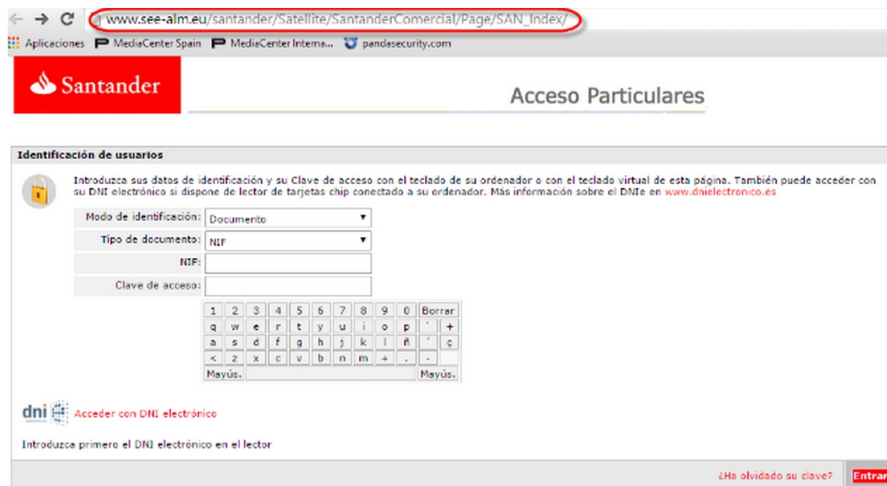 www.see-alm.eu/santander/Satellite/SantanderComercial/Page/SAN_Index/
Aplicaciones MediaCenter Spain MediaCenter Interna... pandasecurity.com
Santander
Acceso Particulares
Identificación de usuarios
Introduzca sus datos de identificación y su Clave de acceso con el teclado de su ordenador o con el teclado virtual de esta página. También puede acceder con
su DNI electrónico si dispone de lector de tarjetas chip conectado a su ordenador. Más información sobre el DNIe en www.dnielectronico.es
Modo de identificación: Documento
Tipo de documento: NIF
NIF:
Clave de acceso:
1 2 3 4 5 6 7 8 9 0 Borrar
q w e r t y u i o p ` +
a s d f g h j k l ñ ´ ç
< z x c v b n m + . -
Mayús. Mayús.
dni Acceder con DNI electrónico
Introduzca primero el DNI electrónico en el lector
¿Ha olvidado su clave? Entrar